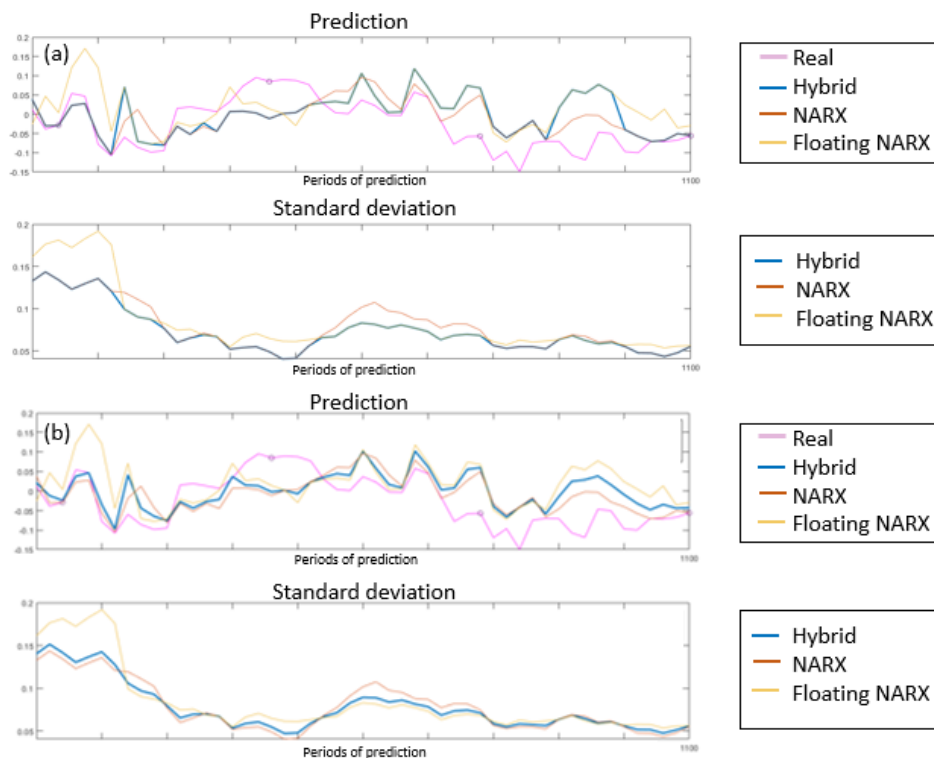 Prediction
(a)
0.2
0.15
0.1
0.05
0
-0.05
-0.1
-0.15
Periods of prediction
1100
Real
Hybrid
NARX
Floating NARX
Standard deviation
0.2
0.15
0.1
0.05
Periods of prediction
1100
Hybrid
NARX
Floating NARX
Prediction
(b)
0.2
0.15
0.1
0.05
0
-0.05
-0.1
-0.15
Periods of prediction
1100
Real
Hybrid
NARX
Floating NARX
Standard deviation
0.2
0.15
0.1
0.05
Periods of prediction
1100
Hybrid
NARX
Floating NARX